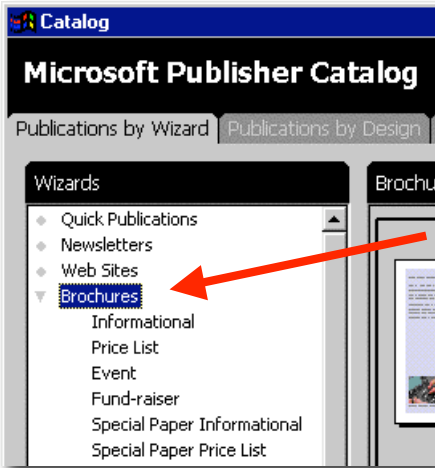 Catalog
Microsoft Publisher Catalog
Publications by Wizard Publications by Design
Wizards
Quick Publications
Newsletters
Web Sites
Brochures
Informational
Price List
Event
Fund-raiser
Special Paper Informational
Special Paper Price List
Brochu